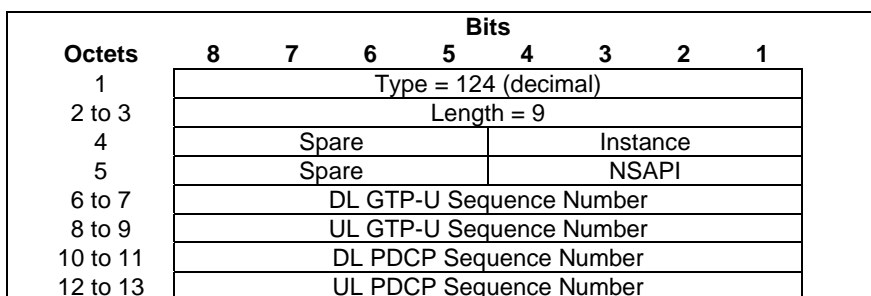 Bits
Octets 8 7 6 5 4 3 2 1
1 Type = 124 (decimal)
2 to 3 Length = 9
4 Spare Instance
5 Spare NSAPI
6 to 7 DL GTP-U Sequence Number
8 to 9 UL GTP-U Sequence Number
10 to 11 DL PDCP Sequence Number
12 to 13 UL PDCP Sequence Number